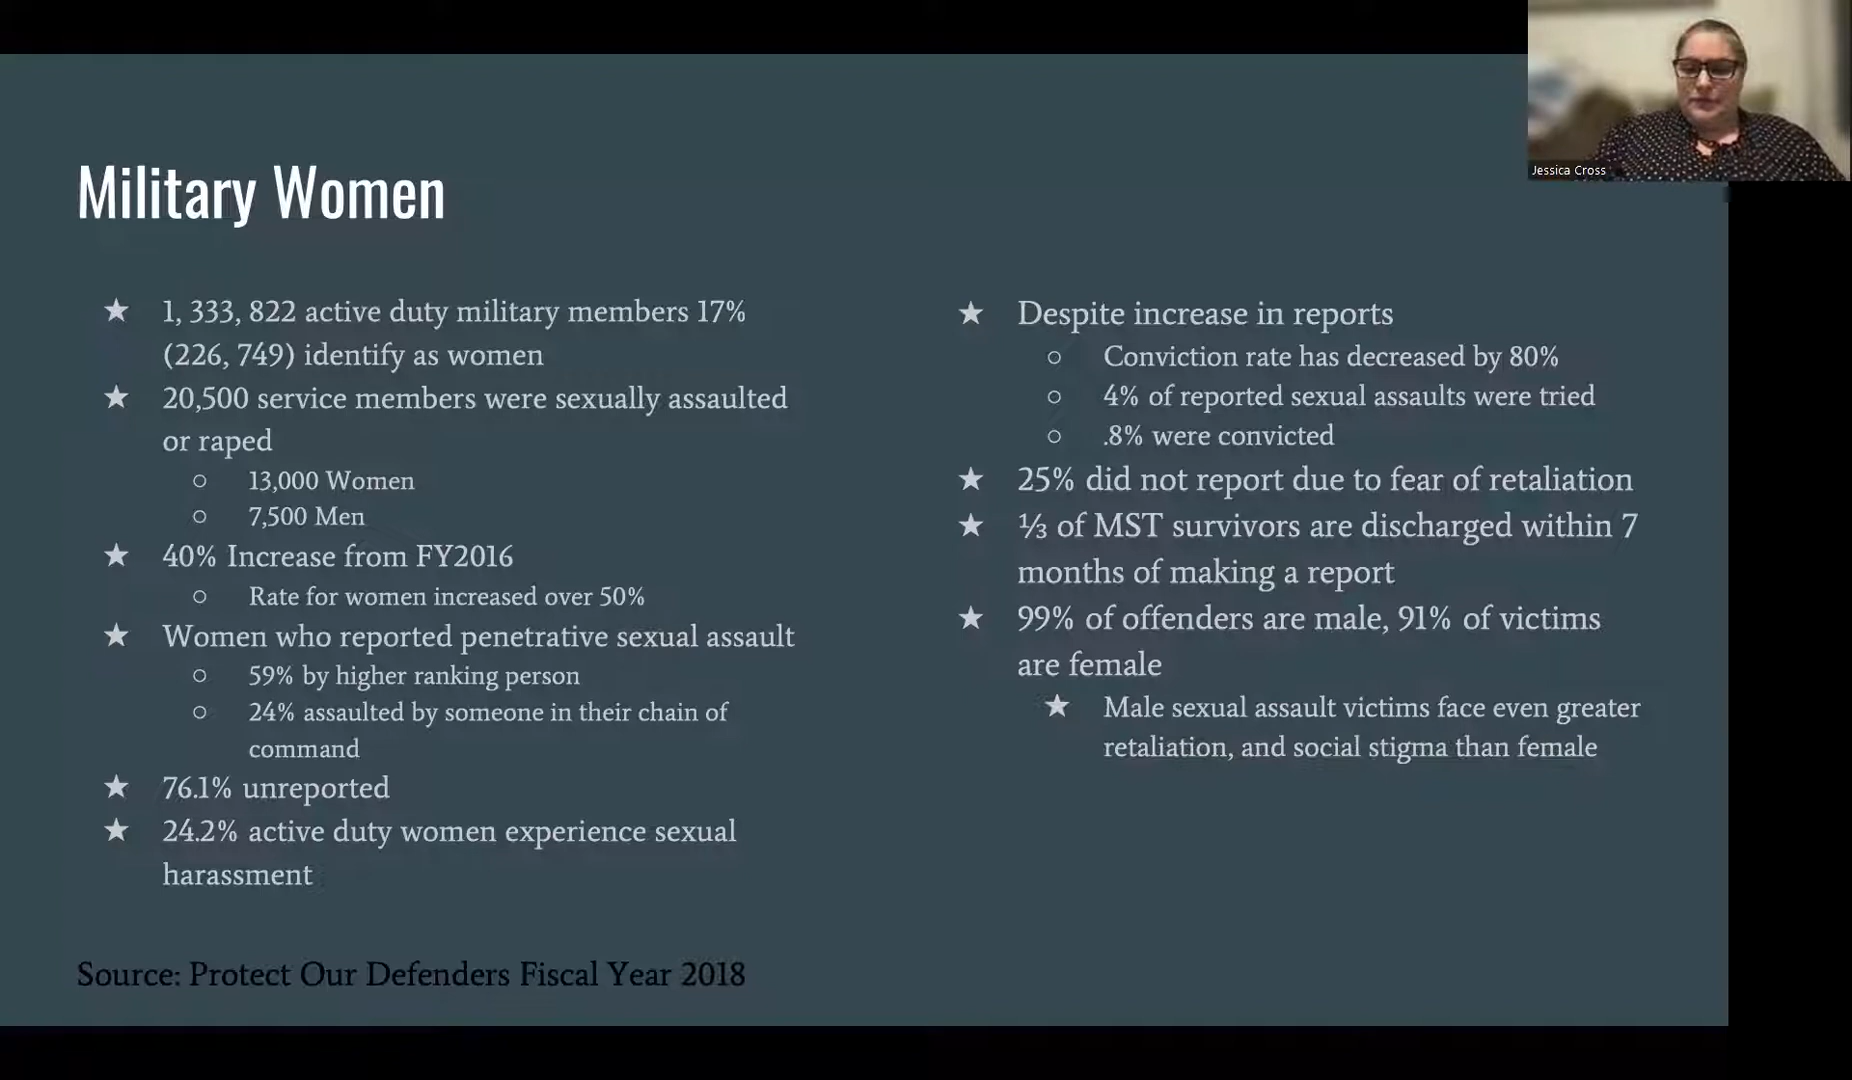 Jessica Cross
Military Women
★ 1, 333, 822 active duty military members 17%
(226, 749) identify as women
★ 20,500 service members were sexually assaulted
or raped
○ 13,000 Women
○ 7,500 Men
★ 40% Increase from FY2016
○ Rate for women increased over 50%
★ Women who reported penetrative sexual assault
○ 59% by higher ranking person
○ 24% assaulted by someone in their chain of
command
★ 76.1% unreported
★ 24.2% active duty women experience sexual
harassment
★ Despite increase in reports
○ Conviction rate has decreased by 80%
○ 4% of reported sexual assaults were tried
○ .8% were convicted
★ 25% did not report due to fear of retaliation
★ ⅓ of MST survivors are discharged within 7
months of making a report
★ 99% of offenders are male, 91% of victims
are female
★ Male sexual assault victims face even greater
retaliation, and social stigma than female
Source: Protect Our Defenders Fiscal Year 2018